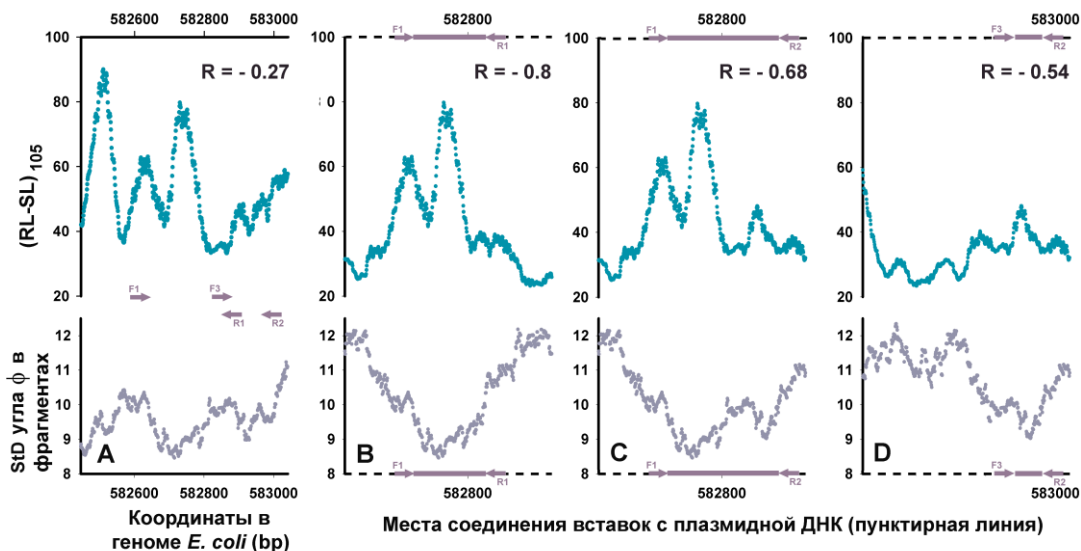 582600 582800 583000
582800
582800
583000
100
80
60
40
20
(RL-SL)105
R = - 0.27
F1
F3
R1
R2
100
80
60
40
20
F1
R1
R = - 0.8
100
80
60
40
20
F1
R2
R = - 0.68
100
80
60
40
20
F3
R2
R = - 0.54
StD угла ϕ в
фрагментах
12
11
10
9
8
A
12
11
10
9
8
B
F1
R1
12
11
10
9
8
C
F1
R2
12
11
10
9
8
D
F3
R2
582600 582800 583000
582800
582800
583000
Координаты в
геноме E. coli (bp)
Места соединения вставок с плазмидной ДНК (пунктирная линия)